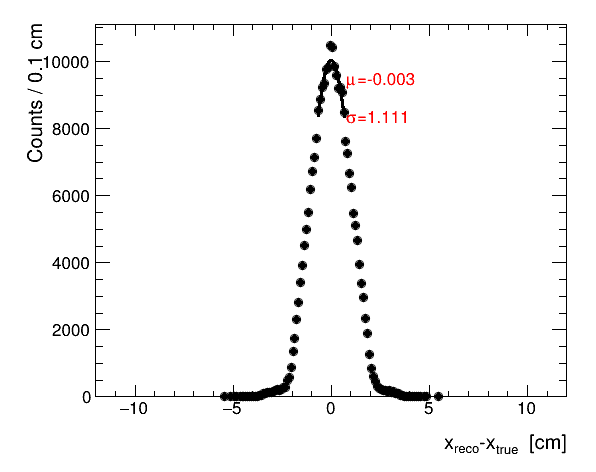 Counts / 0.1 cm
10000
8000
6000
4000
2000
0
μ=-0.003
σ=1.111
−10
−5
0
5
10
x_reco-x_true [cm]